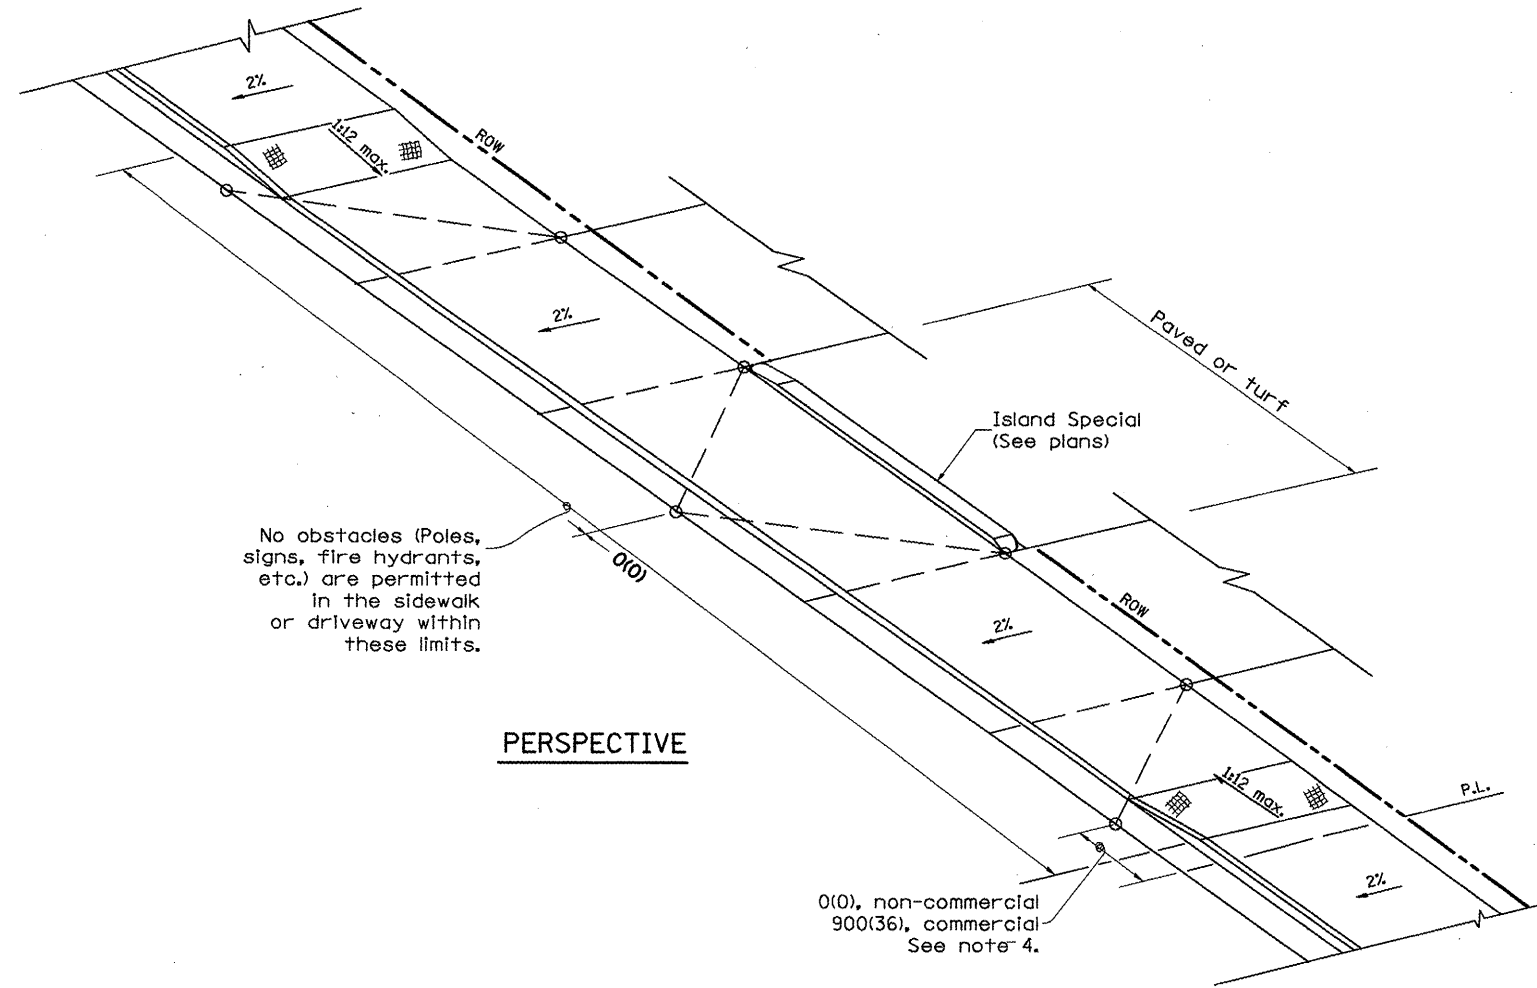 2%
1:12 max.
ROW
2%
Paved or turf
Island Special
(See plans)
No obstacles (Poles,
signs, fire hydrants,
etc.) are permitted
in the sidewalk
or driveway within
these limits.
0(0)
ROW
2%
PERSPECTIVE
1:12 max.
P.L.
2%
0(0), non-commercial
900(36), commercial
See note 4.